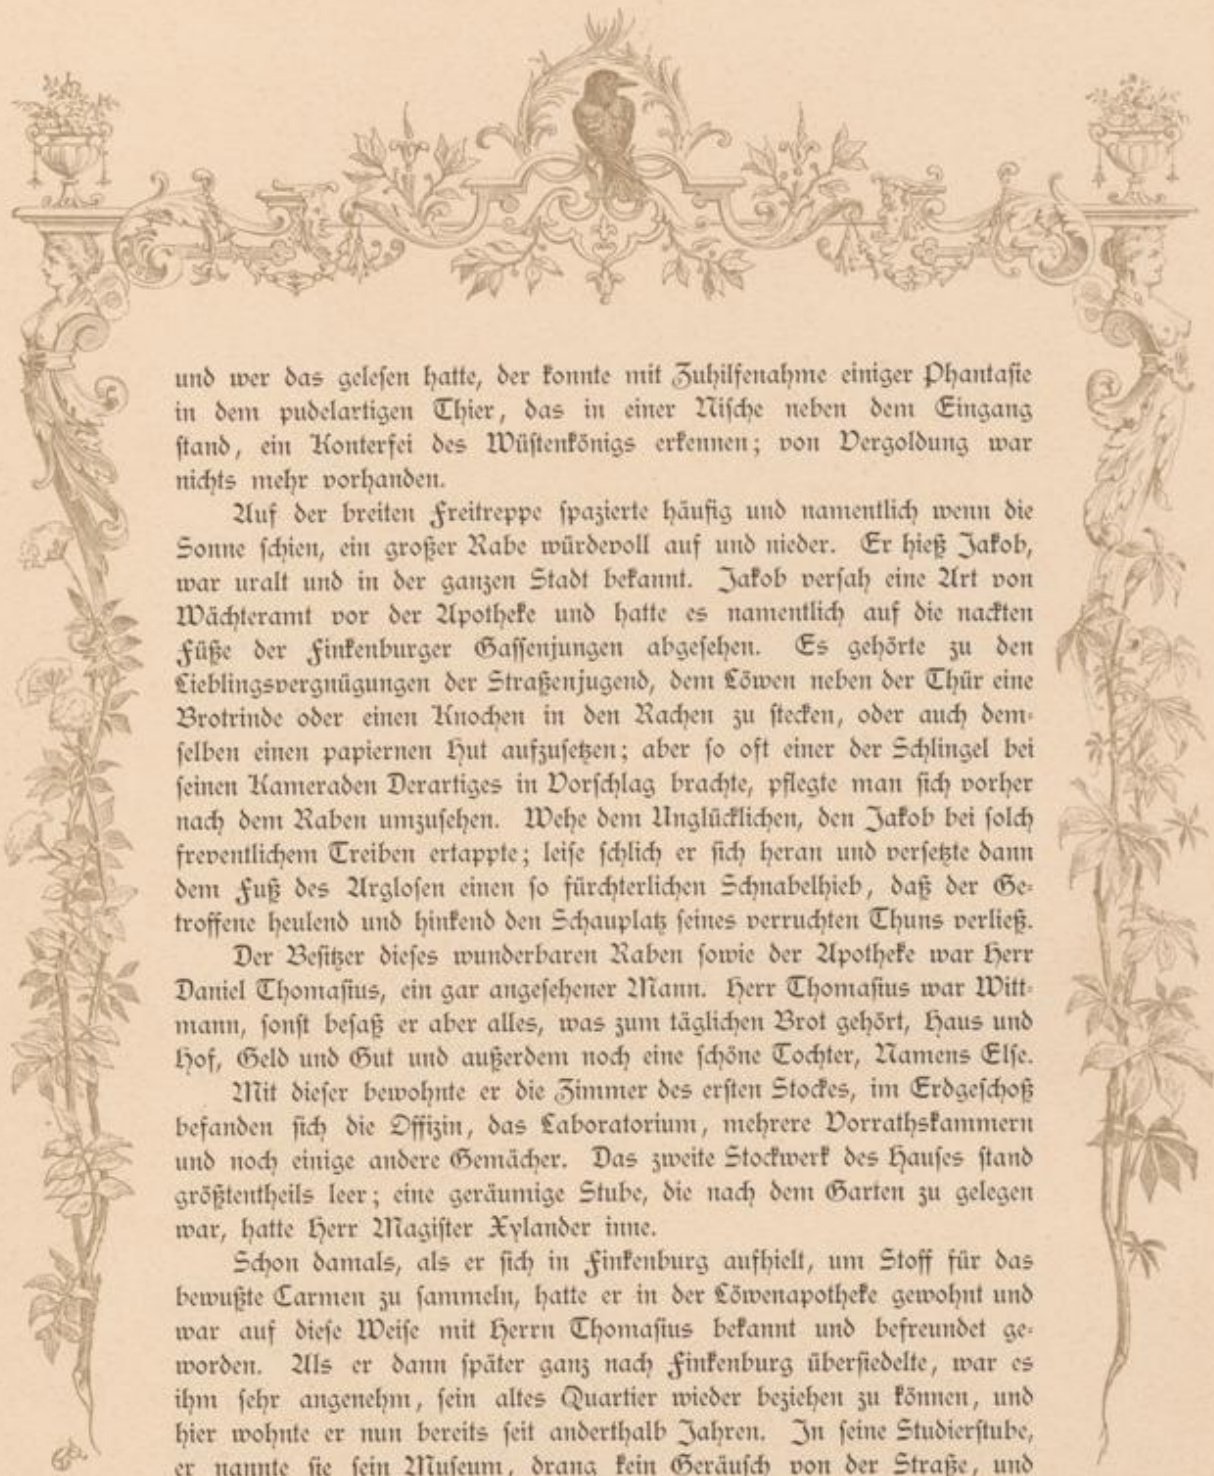 und wer das gelesen hatte, der konnte mit Zuhilfenahme einiger Phantasie
in dem pudelartigen Thier, das in einer Nische neben dem Eingang
stand, ein Konterfei des Wüstenkönigs erkennen; von Vergoldung war
nichts mehr vorhanden.
Auf der breiten Freitreppe spazierte häufig und namentlich wenn die
Sonne schien, ein großer Rabe würdevoll auf und nieder. Er hieß Jakob,
war uralt und in der ganzen Stadt bekannt. Jakob versah eine Art von
Wächteramt vor der Apotheke und hatte es namentlich auf die nackten
Füße der Finkenburger Gassenjungen abgesehen. Es gehörte zu den
Lieblingsvergnügungen der Straßenjugend, dem Löwen neben der Thür eine
Brotrinde oder einen Knochen in den Rachen zu stecken, oder auch dem-
selben einen papiernen Hut aufzusetzen; aber so oft einer der Schlingel bei
seinen Kameraden Derartiges in Vorschlag brachte, pflegte man sich vorher
nach dem Raben umzusehen. Wehe dem Unglücklichen, den Jakob bei solch
freventlichem Treiben ertappte; leise schlich er sich heran und versetzte dann
dem Fuß des Arglosen einen so fürchterlichen Schnabelhieb, daß der Ge-
troffene heulend und hinkend den Schauplatz seines verruchten Thuns verließ.
Der Besitzer dieses wunderbaren Raben sowie der Apotheke war Herr
Daniel Thomasius, ein gar angesehener Mann. Herr Thomasius war Witt-
mann, sonst besaß er aber alles, was zum täglichen Brot gehört, Haus und
Hof, Geld und Gut und außerdem noch eine schöne Tochter, Namens Else.
Mit dieser bewohnte er die Zimmer des ersten Stockes, im Erdgeschoß
befanden sich die Offizin, das Laboratorium, mehrere Vorrathskammern
und noch einige andere Gemächer. Das zweite Stockwerk des Hauses stand
größtentheils leer; eine geräumige Stube, die nach dem Garten zu gelegen
war, hatte Herr Magister Xylander inne.
Schon damals, als er sich in Finkenburg aufhielt, um Stoff für das
bewußte Carmen zu sammeln, hatte er in der Löwenapotheke gewohnt und
war auf diese Weise mit Herrn Thomasius bekannt und befreundet ge-
worden. Als er dann später ganz nach Finkenburg übersiedelte, war es
ihm sehr angenehm, sein altes Quartier wieder beziehen zu können, und
hier wohnte er nun bereits seit anderthalb Jahren. In seine Studierstube,
er nannte sie sein Museum, drang kein Geräusch von der Straße, und